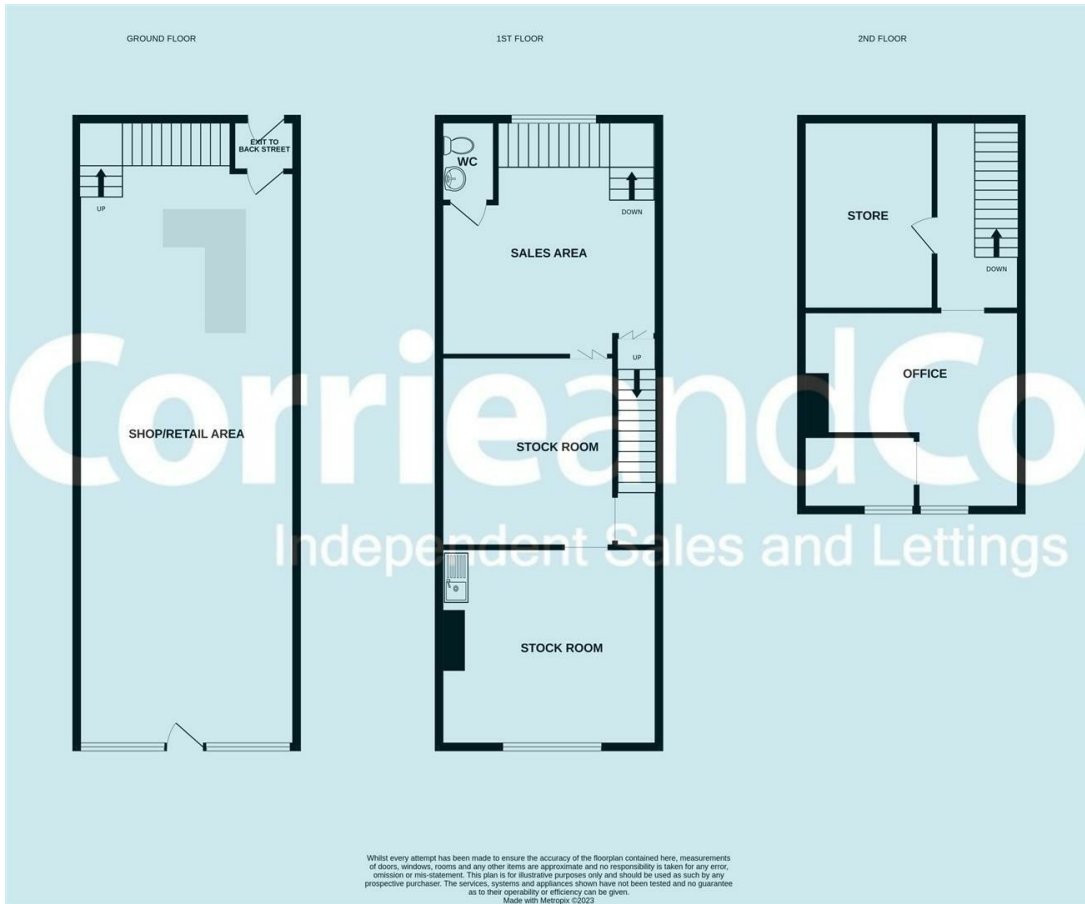 GROUND FLOOR
1ST FLOOR
2ND FLOOR
EXIT TO
BACK STREET
UP
SHOP/RETAIL AREA
WC
DOWN
SALES AREA
UP
STOCK ROOM
STOCK ROOM
STORE
DOWN
OFFICE
CorrieandCo
Independent Sales and Lettings
Whilst every attempt has been made to ensure the accuracy of the floorplan contained here, measurements
of doors, windows, rooms and any other items are approximate and no responsibility is taken for any error,
omission or mis-statement. This plan is for illustrative purposes only and should be used as such by any
prospective purchaser. The services, systems and appliances shown have not been tested and no guarantee
as to their operability or efficiency can be given.
Made with Metropix ©2023